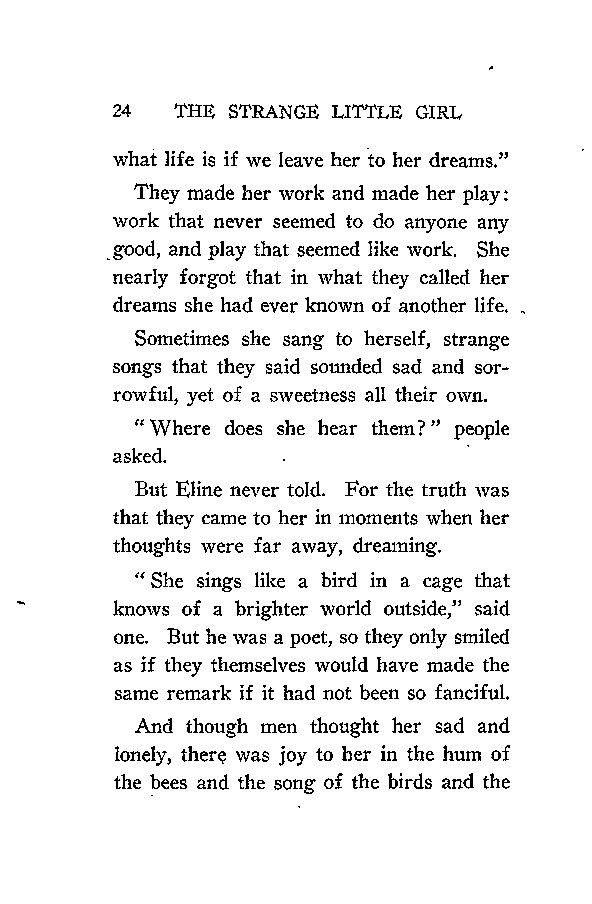 24 THE STRANGE LITTLE GIRL
what life is if we leave her to her dreams.”
They made her work and made her play:
work that never seemed to do anyone any
good, and play that seemed like work. She
nearly forgot that in what they called her
dreams she had ever known of another life.
Sometimes she sang to herself, strange
songs that they said sounded sad and sor-
rowful, yet of a sweetness all their own.
“Where does she hear them?” people
asked.
But Eline never told. For the truth was
that they came to her in moments when her
thoughts were far away, dreaming.
“She sings like a bird in a cage that
knows of a brighter world outside,” said
one. But he was a poet, so they only smiled
as if they themselves would have made the
same remark if it had not been so fanciful.
And though men thought her sad and
lonely, there was joy to her in the hum of
the bees and the song of the birds and the